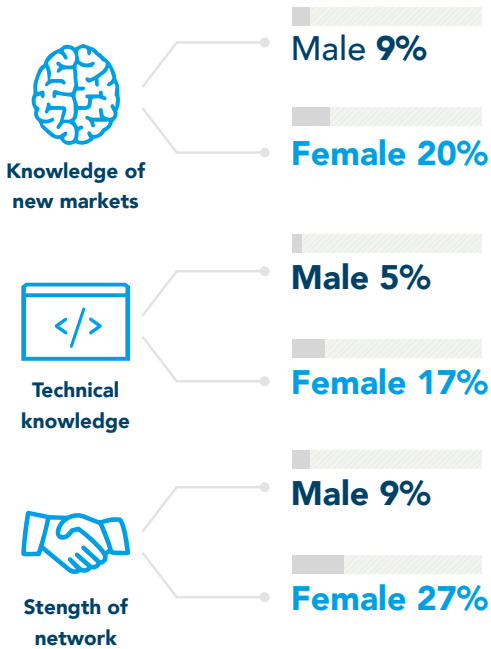 Male 9%
Female 20%
Knowledge of
new markets
Male 5%
</>
Female 17%
Technical
knowledge
Male 9%
Female 27%
Stength of
network